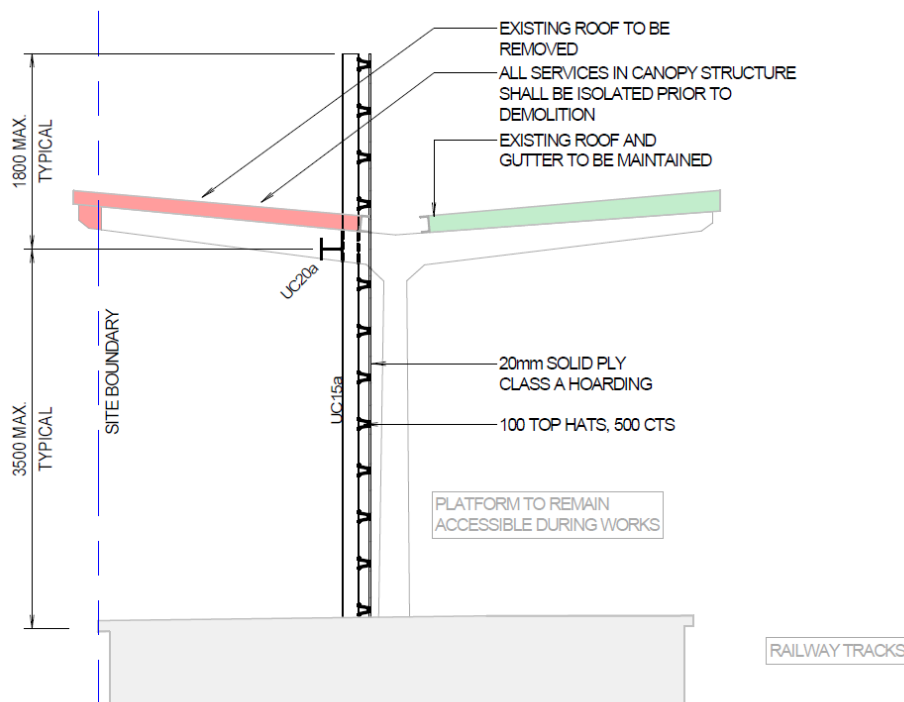 EXISTING ROOF TO BE
REMOVED
ALL SERVICES IN CANOPY STRUCTURE
SHALL BE ISOLATED PRIOR TO
DEMOLITION
EXISTING ROOF AND
GUTTER TO BE MAINTAINED
1800 MAX.
TYPICAL
UC20a
SITE BOUNDARY
UC15a
3500 MAX.
TYPICAL
20mm SOLID PLY
CLASS A HOARDING
100 TOP HATS, 500 CTS
PLATFORM TO REMAIN
ACCESSIBLE DURING WORKS
RAILWAY TRACKS